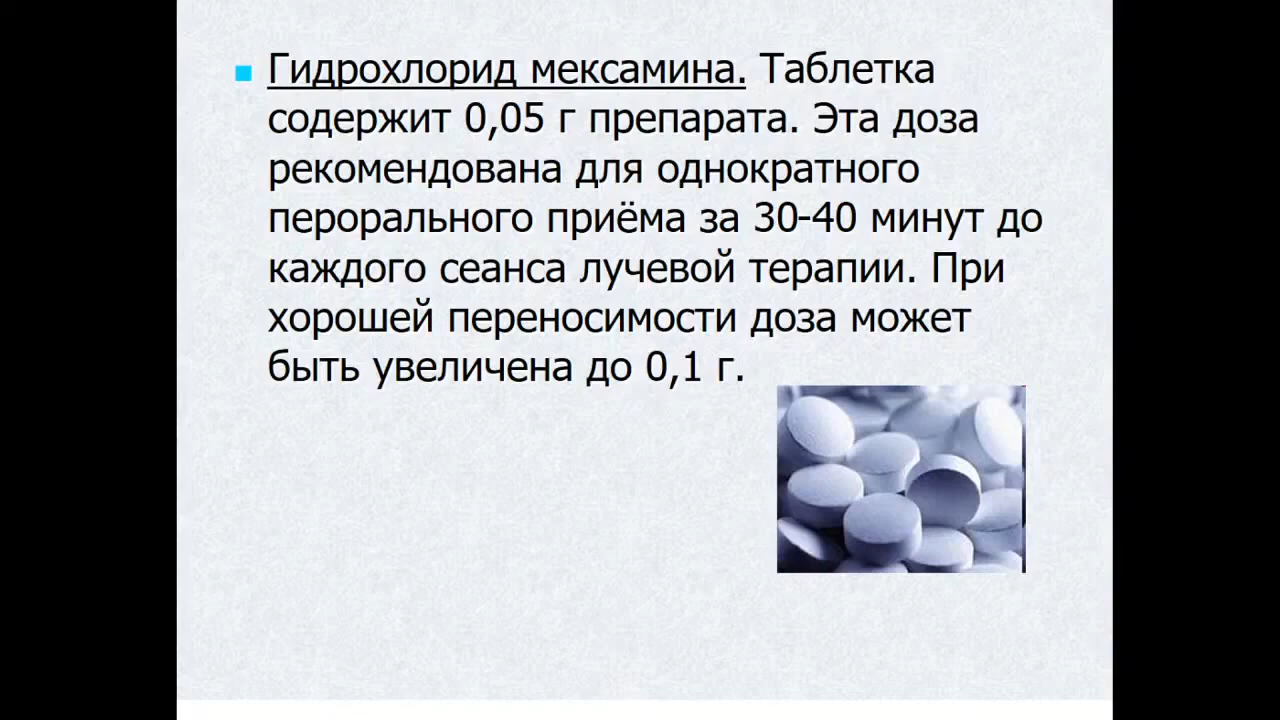 Гидрохлорид мексамина. Таблетка
содержит 0,05 г препарата. Эта доза
рекомендована для однократного
перорального приёма за 30-40 минут до
каждого сеанса лучевой терапии. При
хорошей переносимости доза может
быть увеличена до 0,1 г.